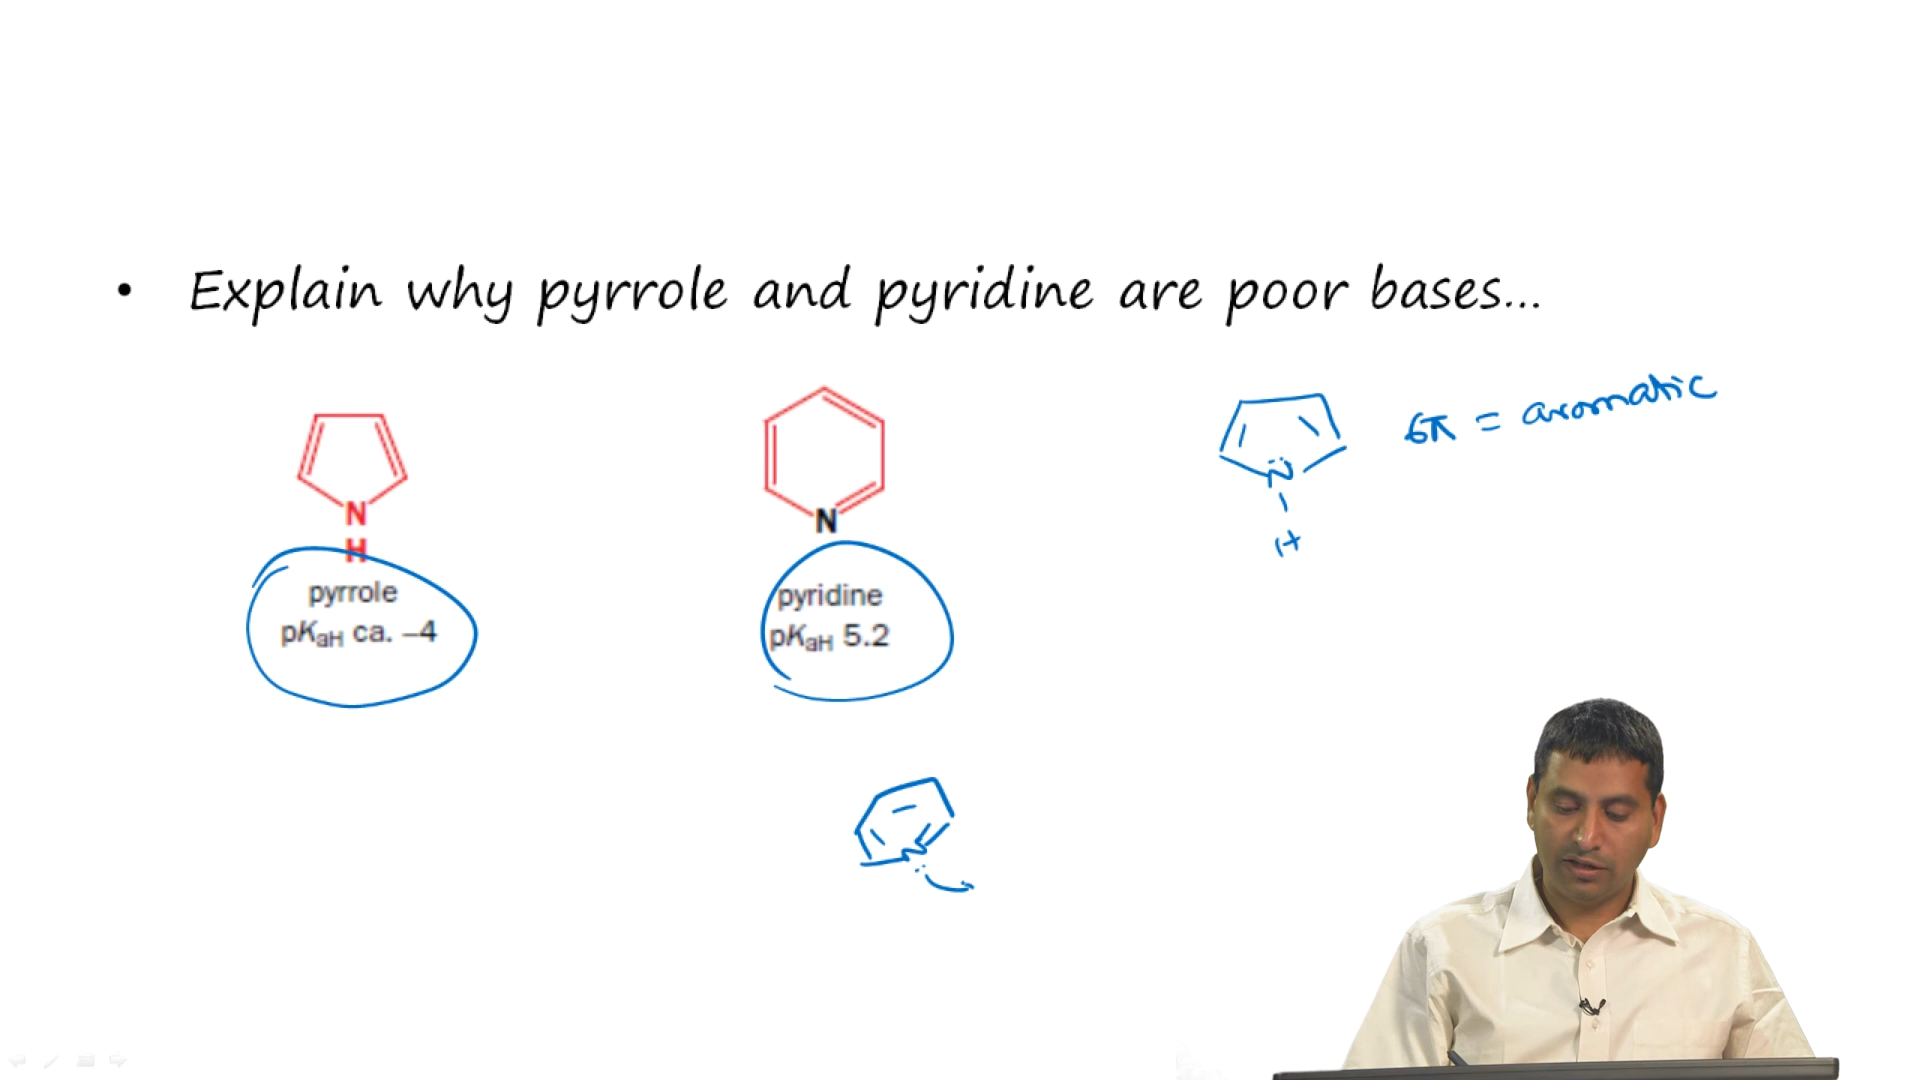 • Explain why pyrrole and pyridine are poor bases...
N
H
pyrrole
pKaH ca. –4
N
pyridine
pKaH 5.2
N
H
6π = aromatic
N